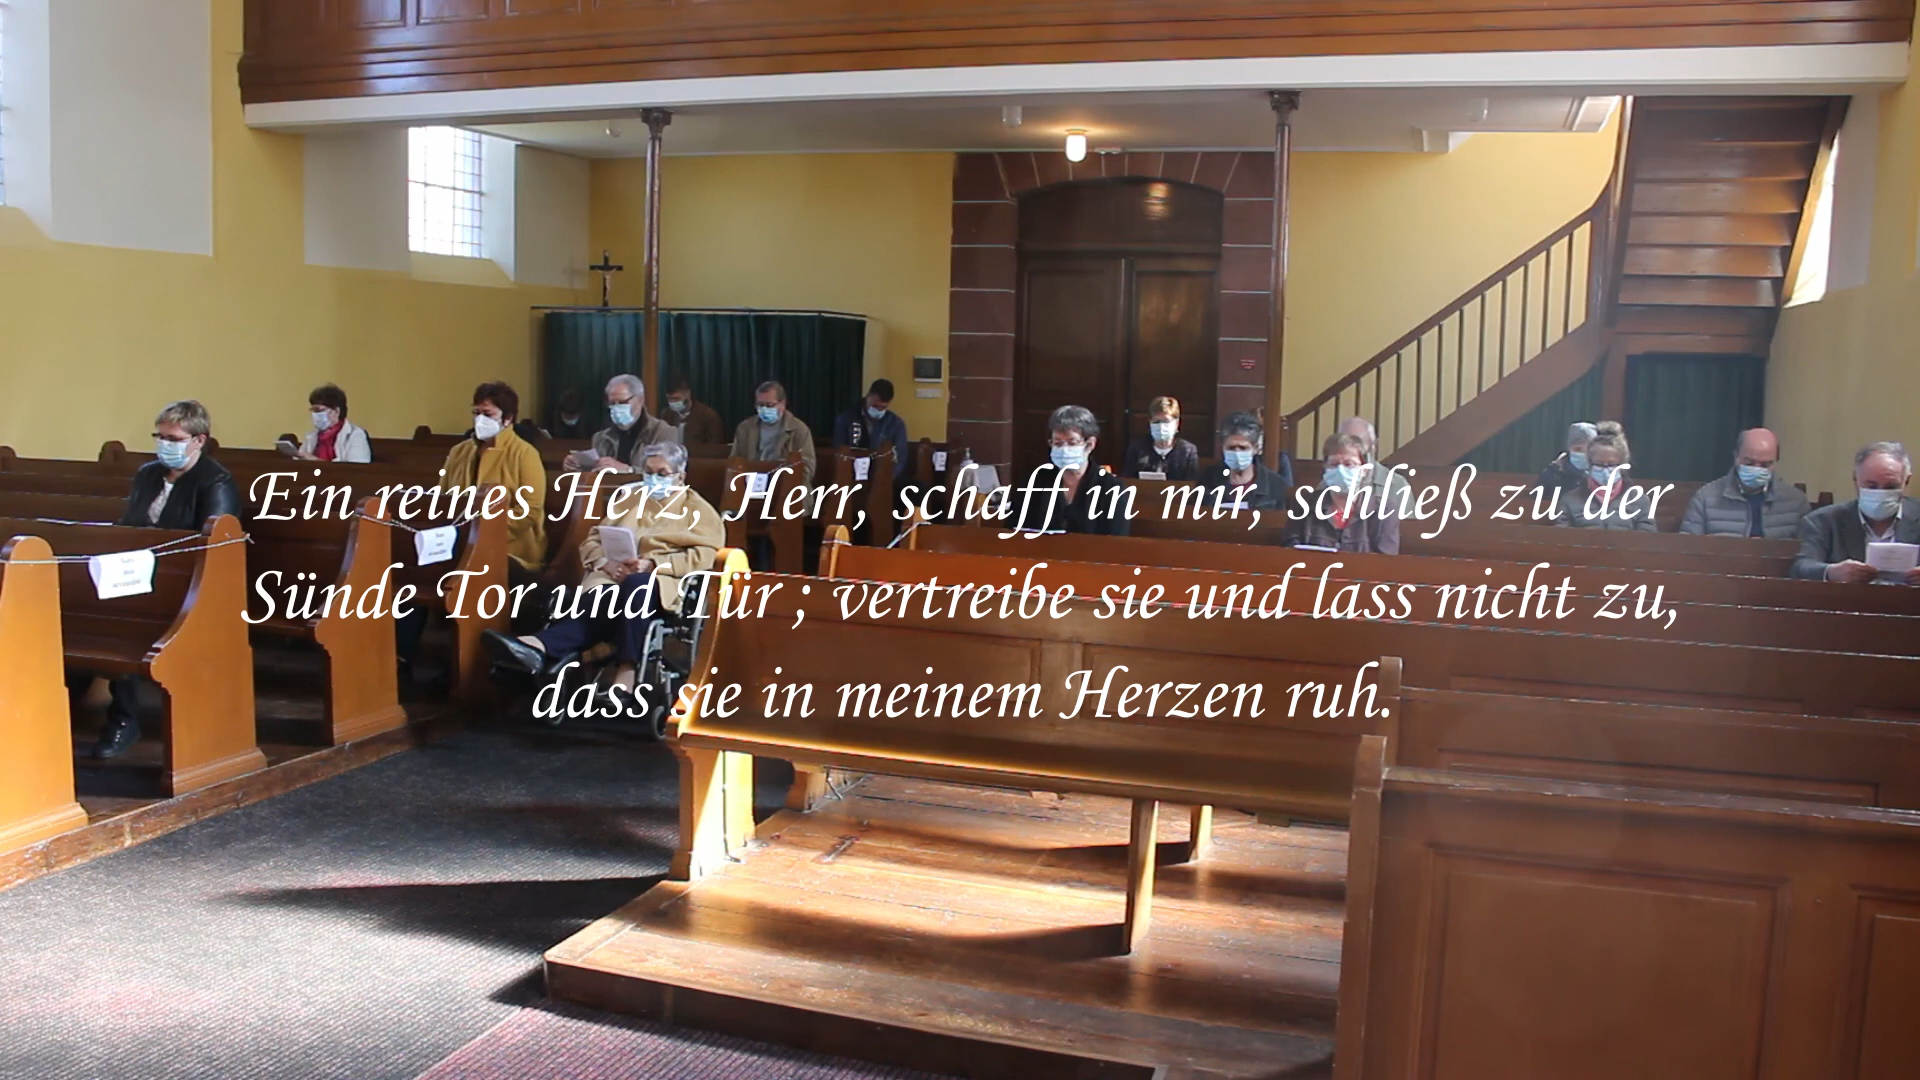 Ein reines Herz, Herr, schaff in mir, schließ zu der
Sünde Tor und Tür ; vertreibe sie und lass nicht zu,
dass sie in meinem Herzen ruh.